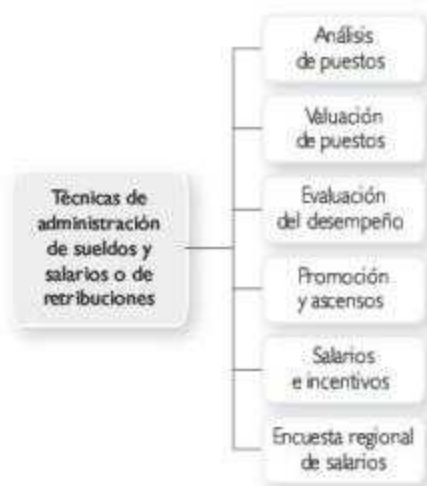 Técnicas de
administración
de sueldos y
salarios o de
retribuciones
Análisis
de puestos
Valuación
de puestos
Evaluación
del desempeño
Promoción
y ascensos
Salarios
e incentivos
Encuesta regional
de salarios